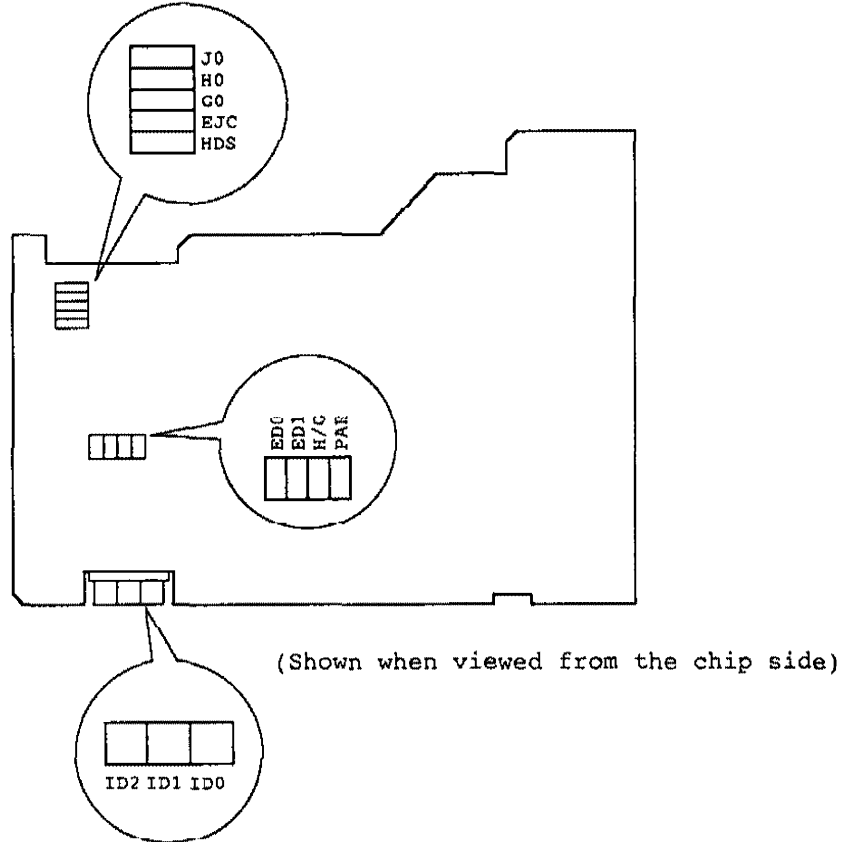 J0
H0
G0
EJC
HDS
ED0
ED1
H/G
PAR
(Shown when viewed from the chip side)
ID2 ID1 ID0